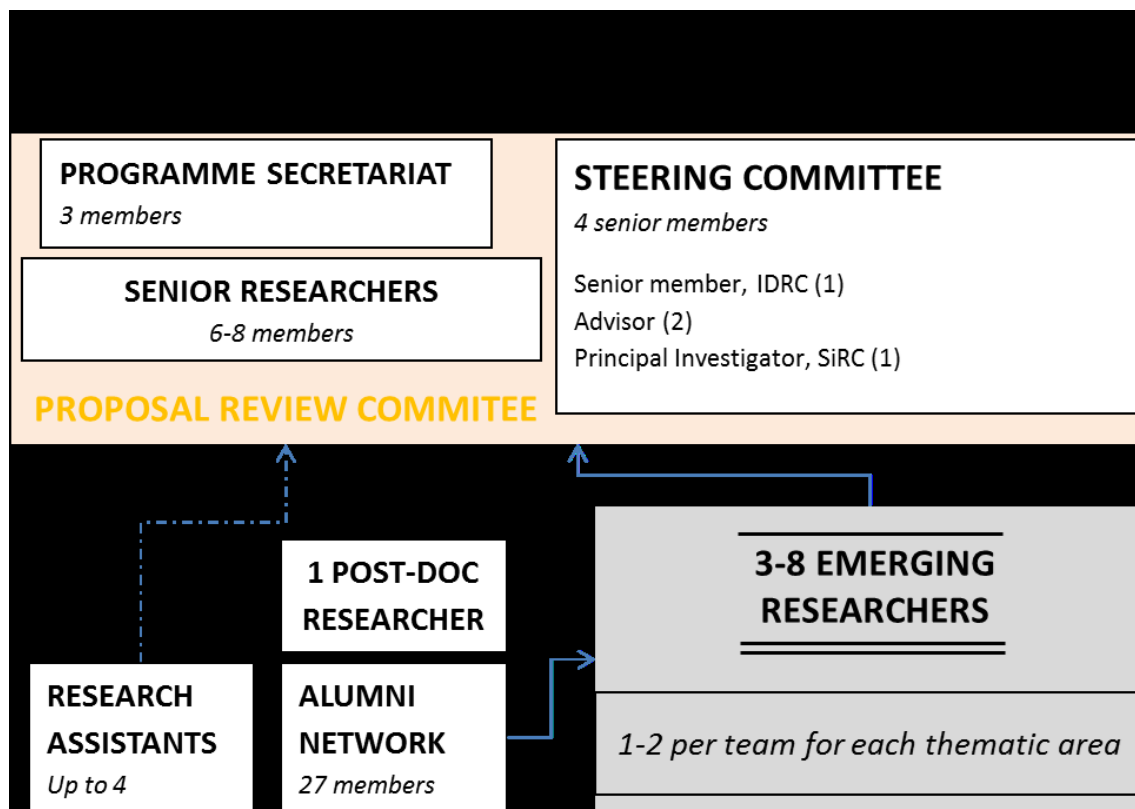 PROGRAMME SECRETARIAT
3 members
SENIOR RESEARCHERS
6-8 members
PROPOSAL REVIEW COMMITEE
STEERING COMMITTEE
4 senior members
Senior member, IDRC (1)
Advisor (2)
Principal Investigator, SiRC (1)
1 POST-DOC
RESEARCHER
3-8 EMERGING
RESEARCHERS
RESEARCH
ASSISTANTS
Up to 4
ALUMNI
NETWORK
27 members
1-2 per team for each thematic area